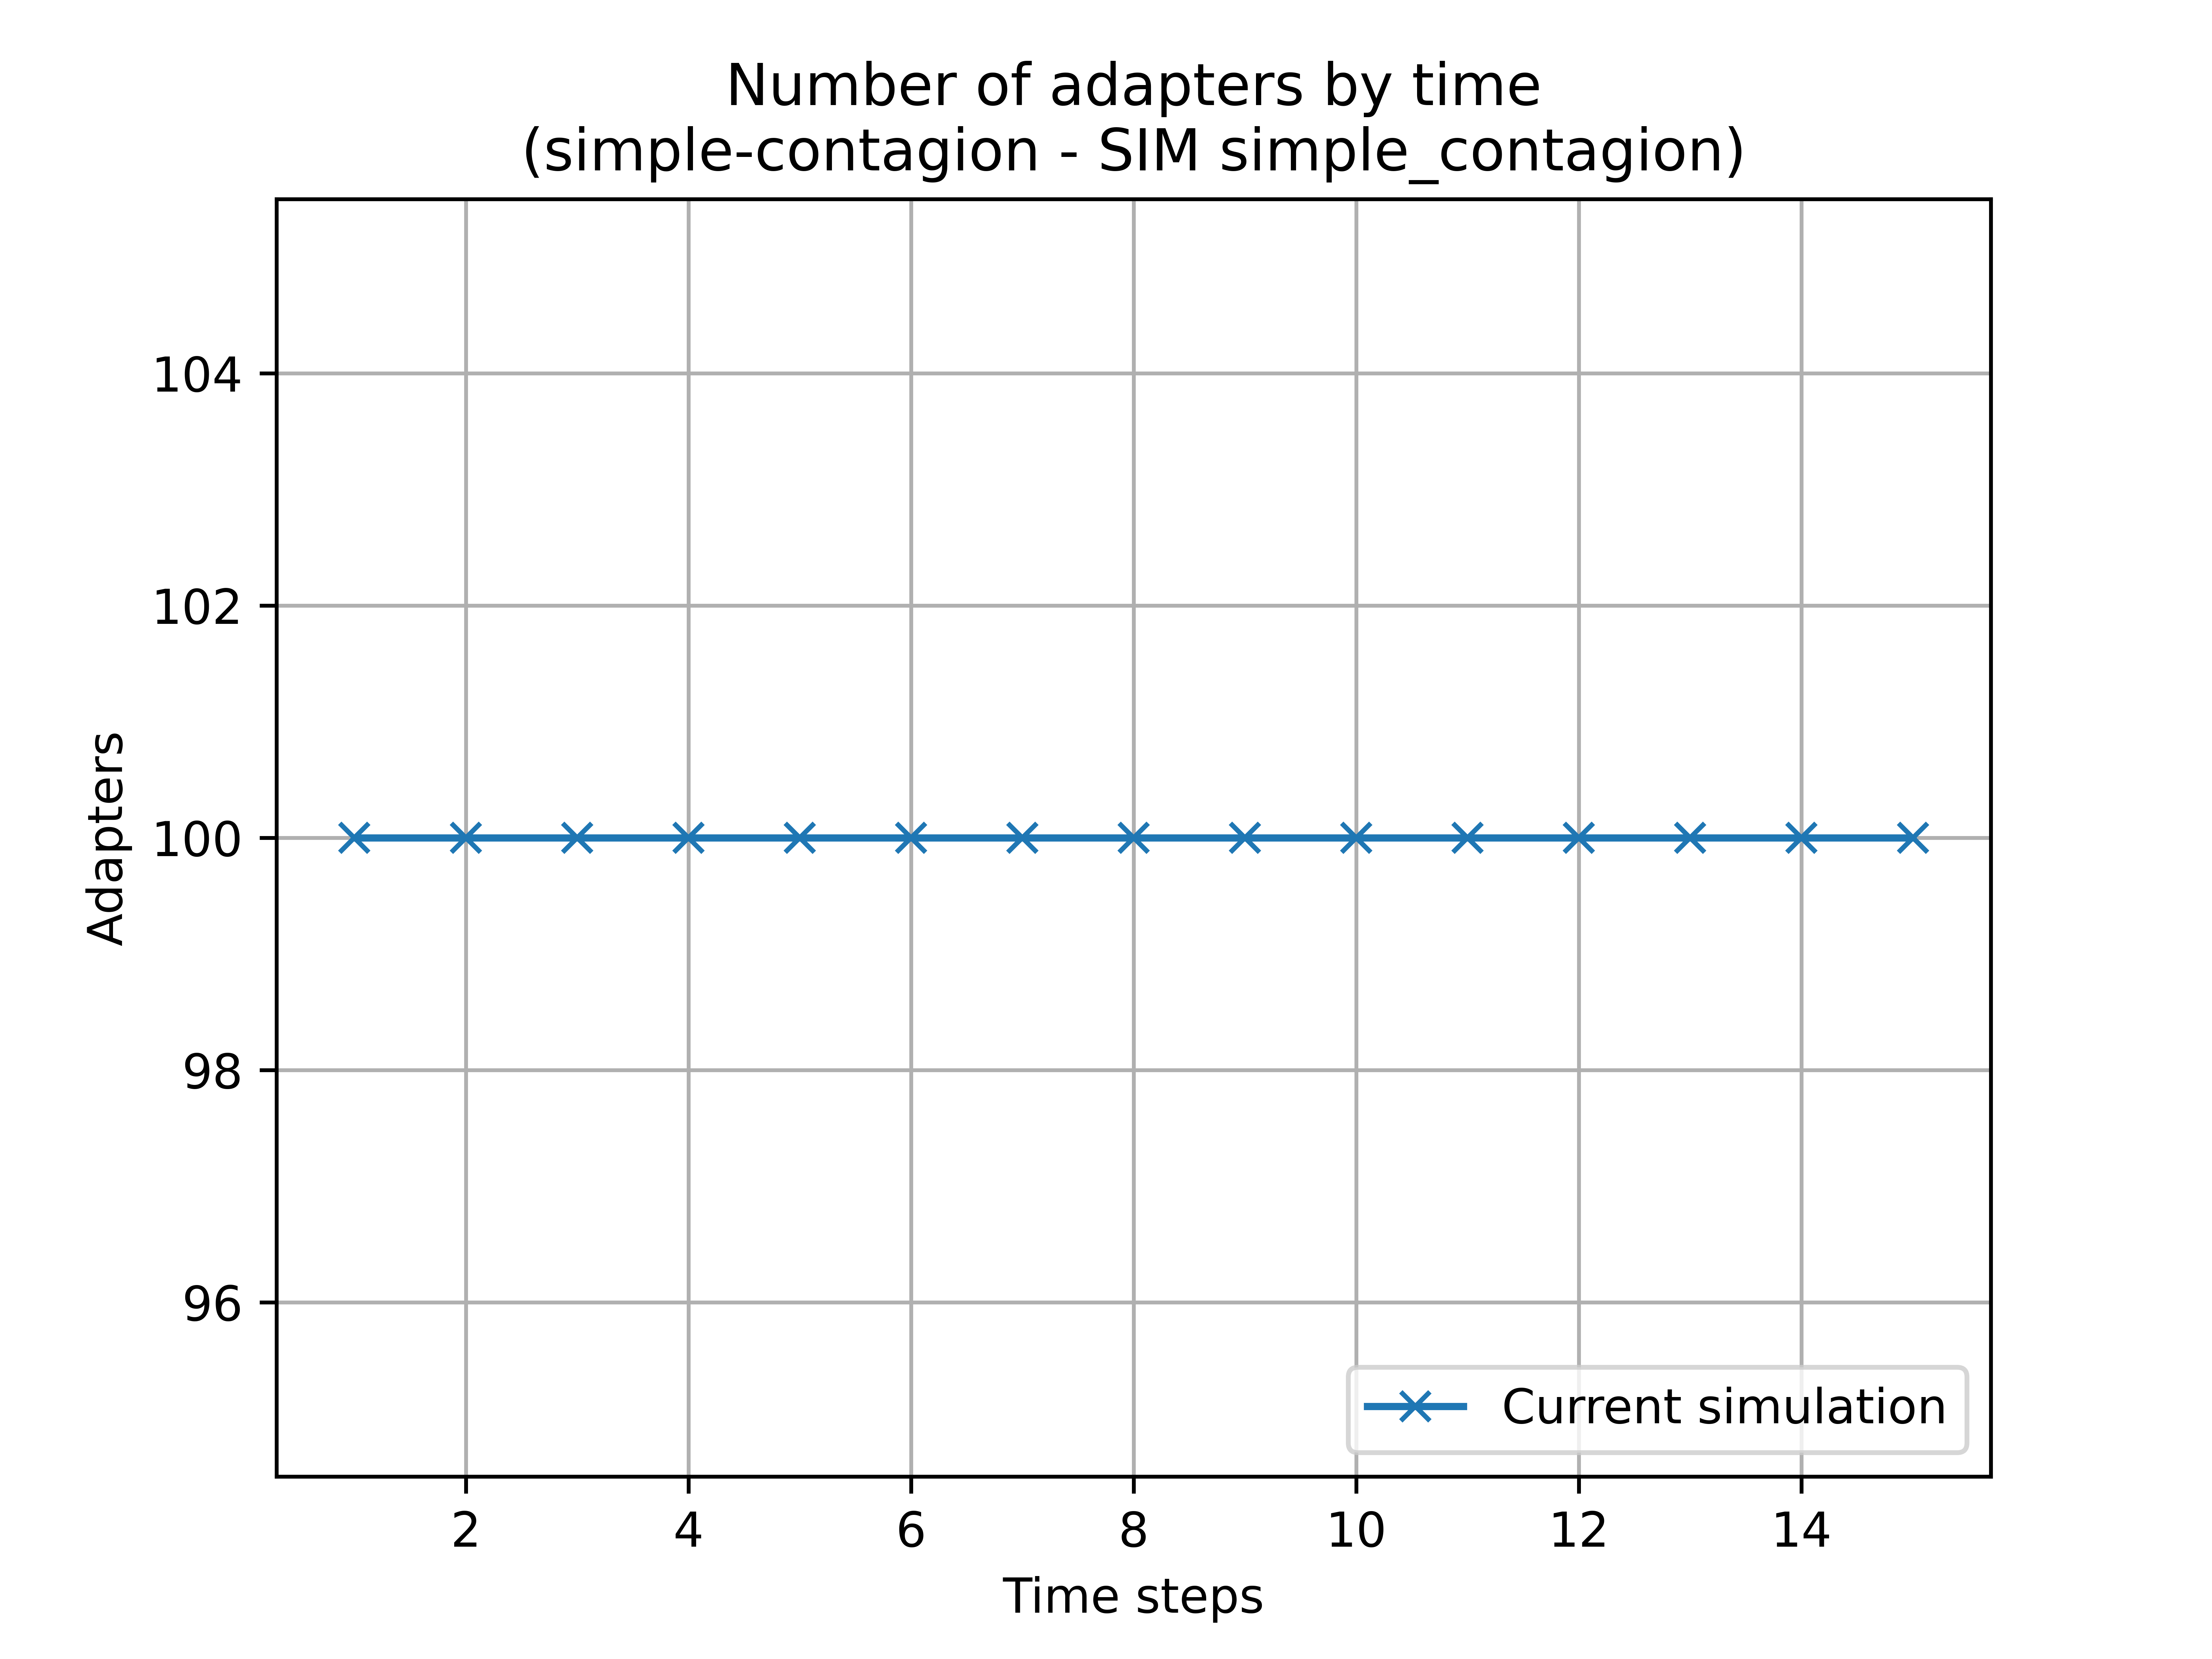 Number of adapters by time
(simple-contagion - SIM simple_contagion)
104
102
100
98
96
Adapters
Current simulation
2 4 6 8 10 12 14
Time steps